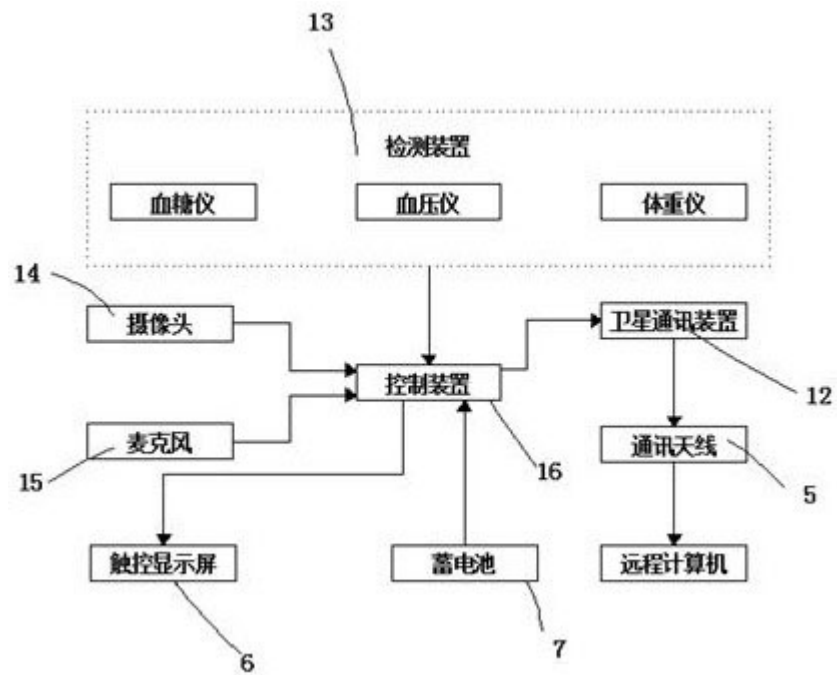 13
检测装置
血糖仪
血压仪
体重仪
14
摄像头
卫星通讯装置
控制装置
12
麦克风
通讯天线
15
16
5
触控显示屏
蓄电池
远程计算机
6
7